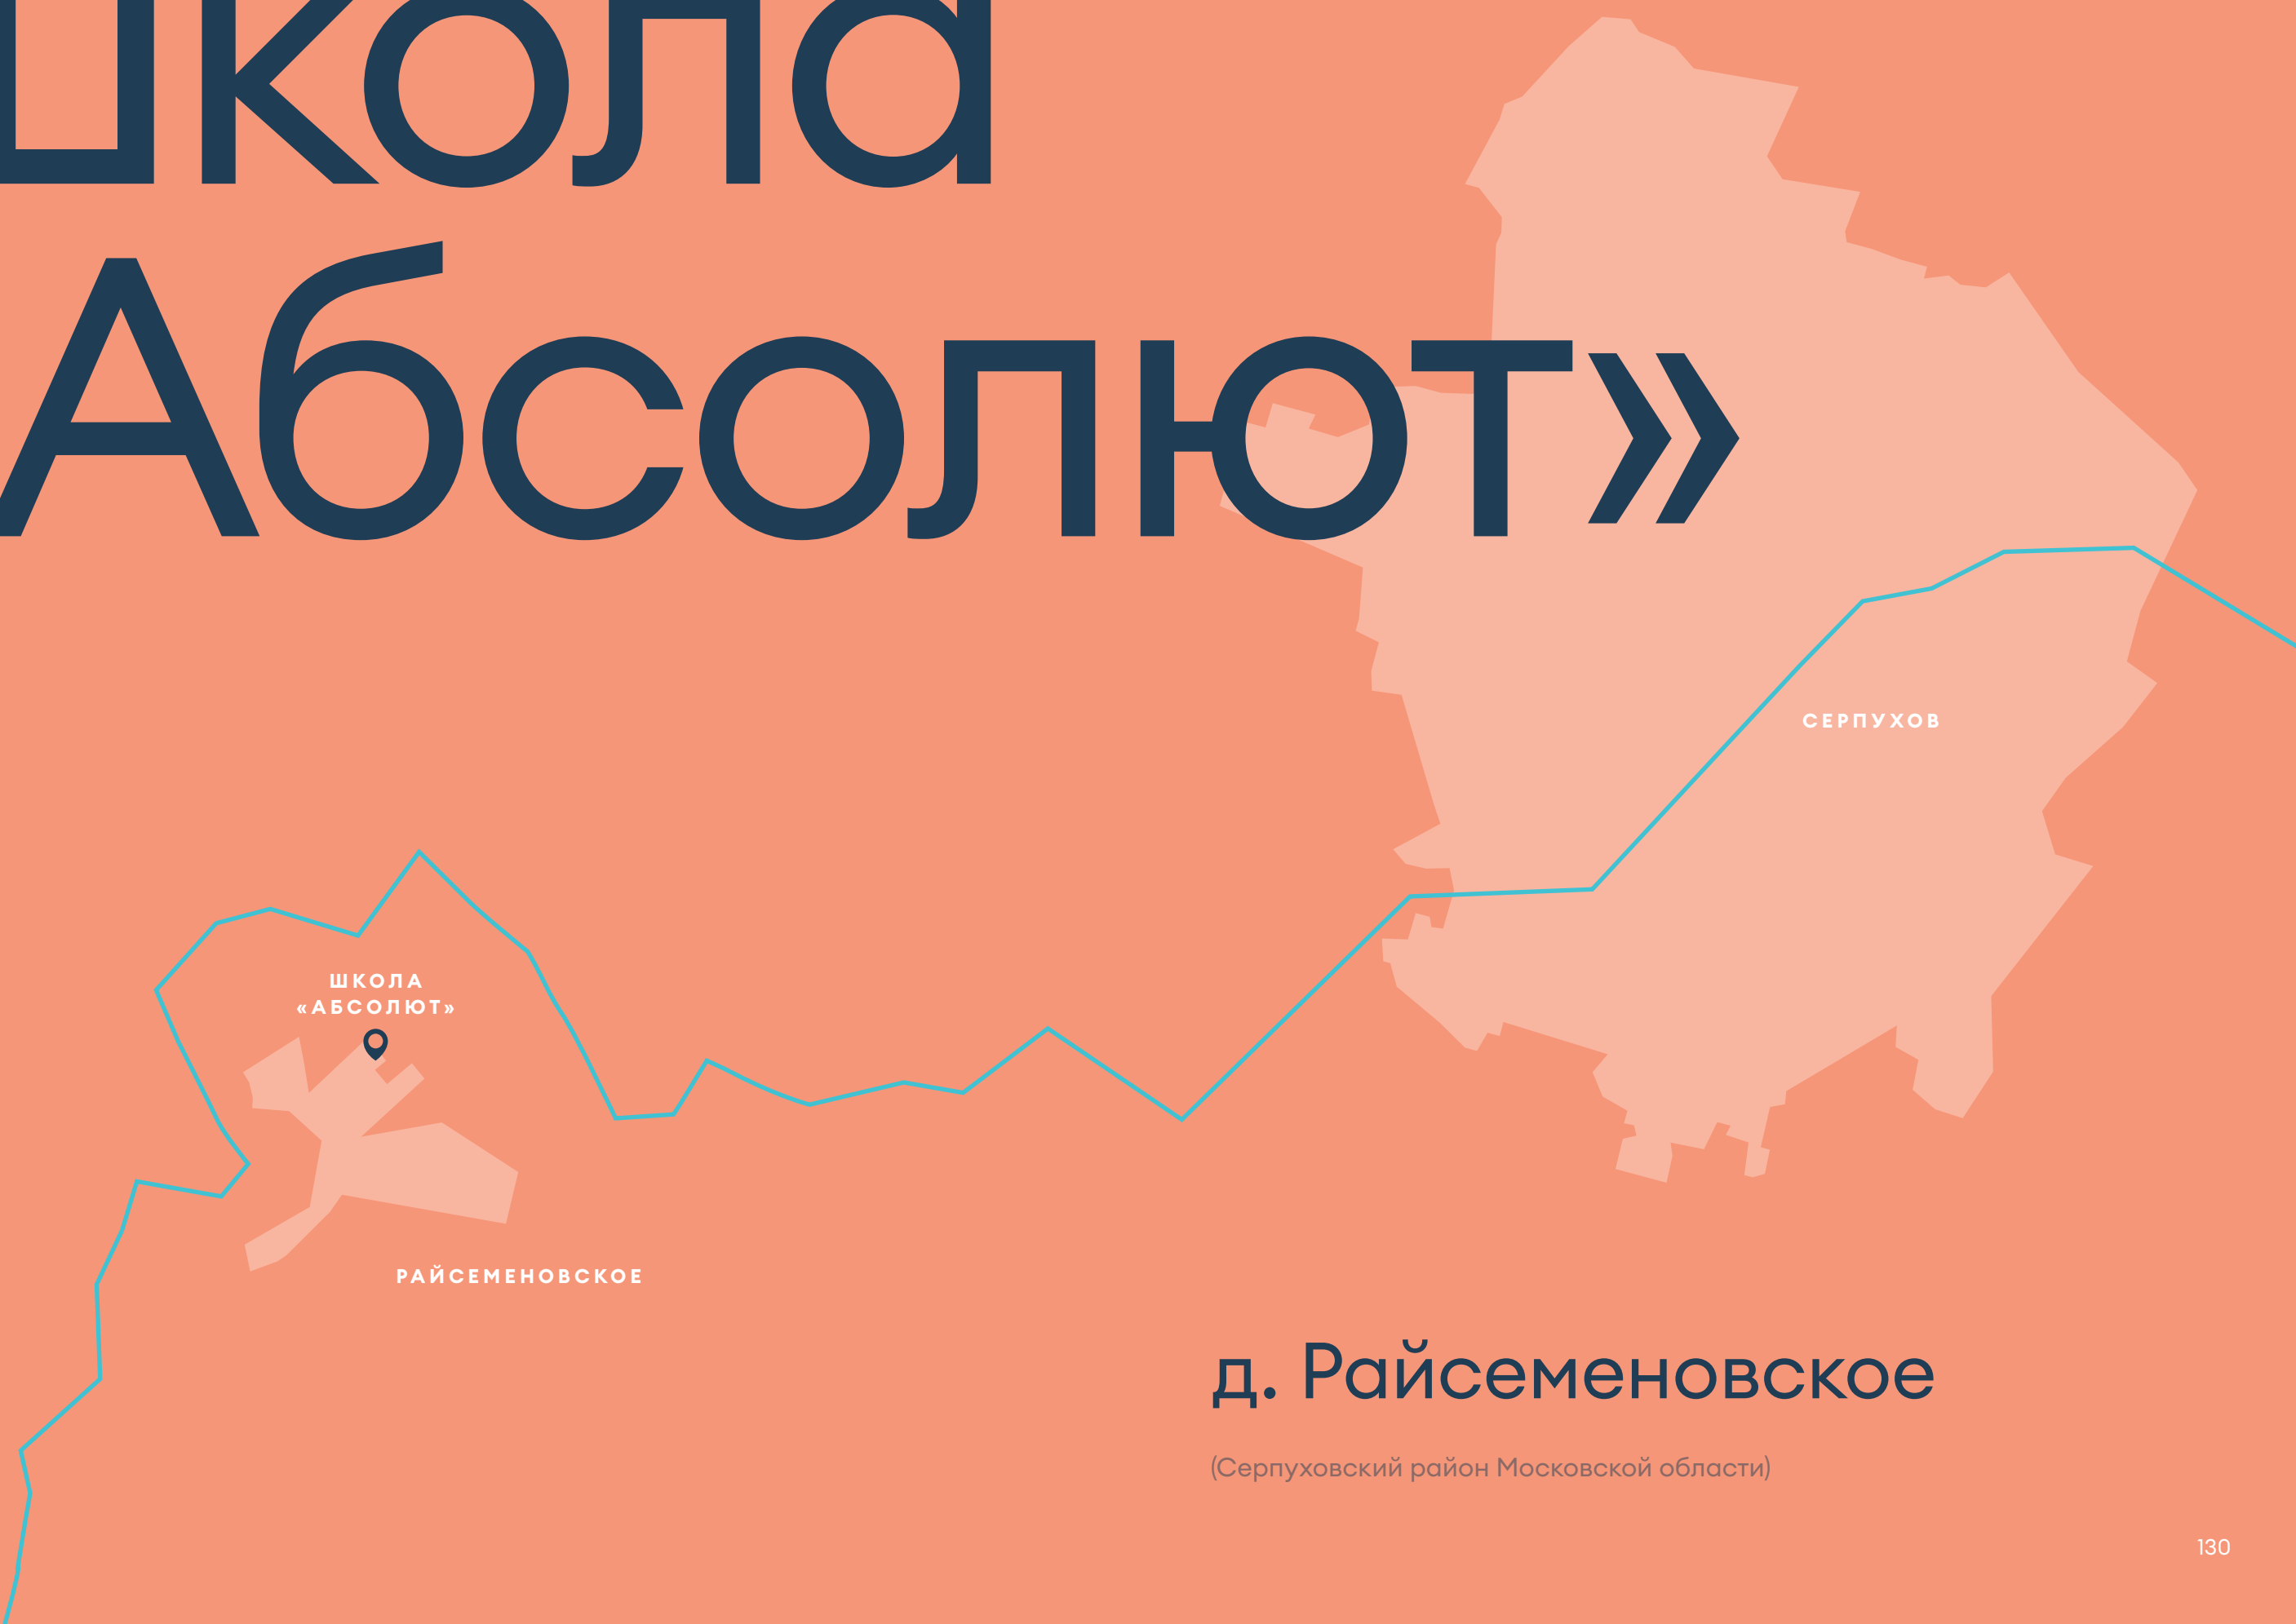 школа
Абсолют»
СЕРПУХОВ
ШКОЛА
«АБСОЛЮТ»
РАЙСЕМЕНОВСКОЕ
д. Райсеменовское
(Серпуховский район Московской области)
130